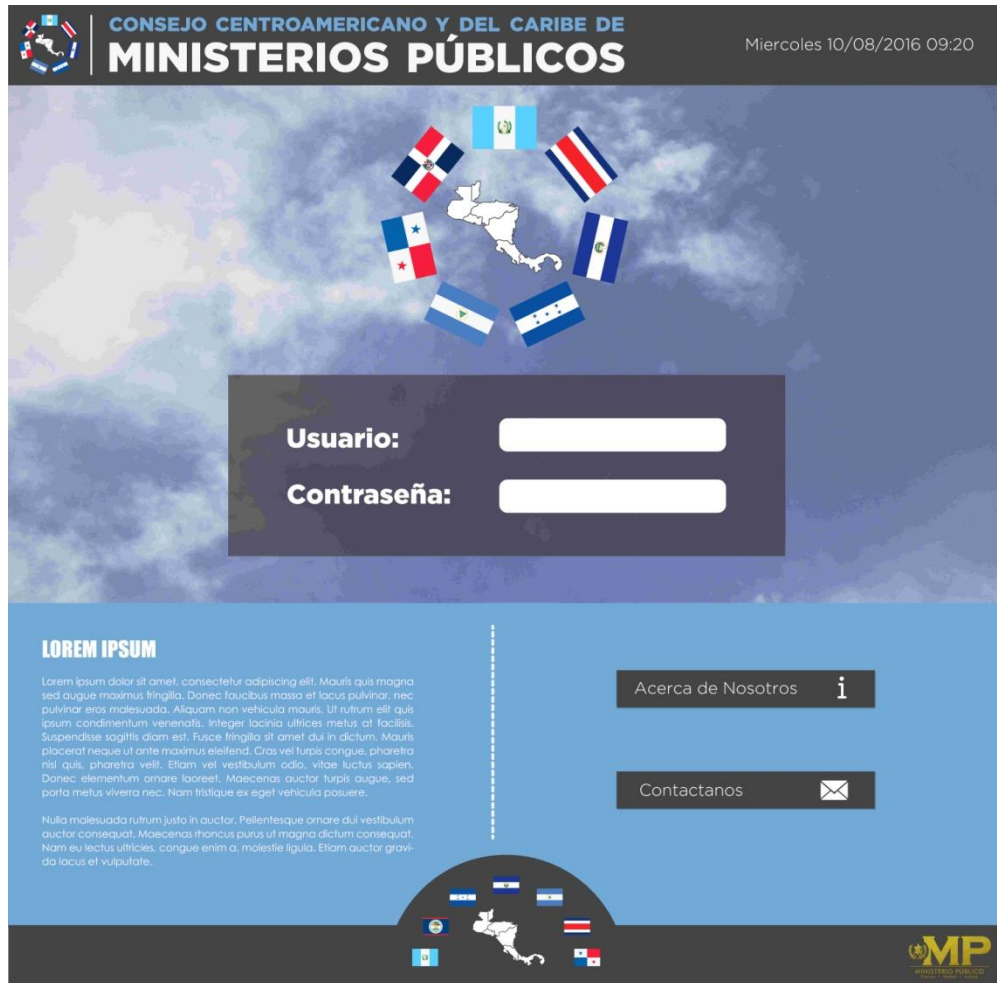 CONSEJO CENTROAMERICANO Y DEL CARIBE DE
MINISTERIOS PÚBLICOS
Miercoles 10/08/2016 09:20
Usuario:
Contraseña:
LOREM IPSUM
Lorem ipsum dolor sit amet, consectetur adipiscing elit. Mauris quis magna
sed augue maximus fringilla. Donec faucibus massa et lacus pulvinar, nec
pulvinar eros malesuada. Aliquam non vehicula mauris. Ut rutrum elit quis
ipsum condimentum venenatis. Integer lacinia ultrices metus at facilisis.
Suspendisse sagittis diam est. Fusce fringilla sit amet dui in dictum. Mauris
placerat neque ut ante maximus eleifend. Cras vel turpis congue, pharetra
nisl quis, pharetra velit. Etiam vel vestibulum odio, vitae luctus sapien.
Donec elementum ornare laoreet. Maecenas auctor turpis augue, sed
porta metus viverra nec. Nam tristique ex eget vehicula posuere.
Nulla malesuada rutrum justo in auctor. Pellentesque ornare dui vestibulum
auctor consequat. Maecenas rhoncus purus ut magna dictum consequat.
Nam eu lectus ultricies, congue enim a, molestie ligula. Etiam auctor gravi-
da lacus et vulputate.
Acerca de Nosotros i
Contactanos
MP
MINISTERIO PÚBLICO